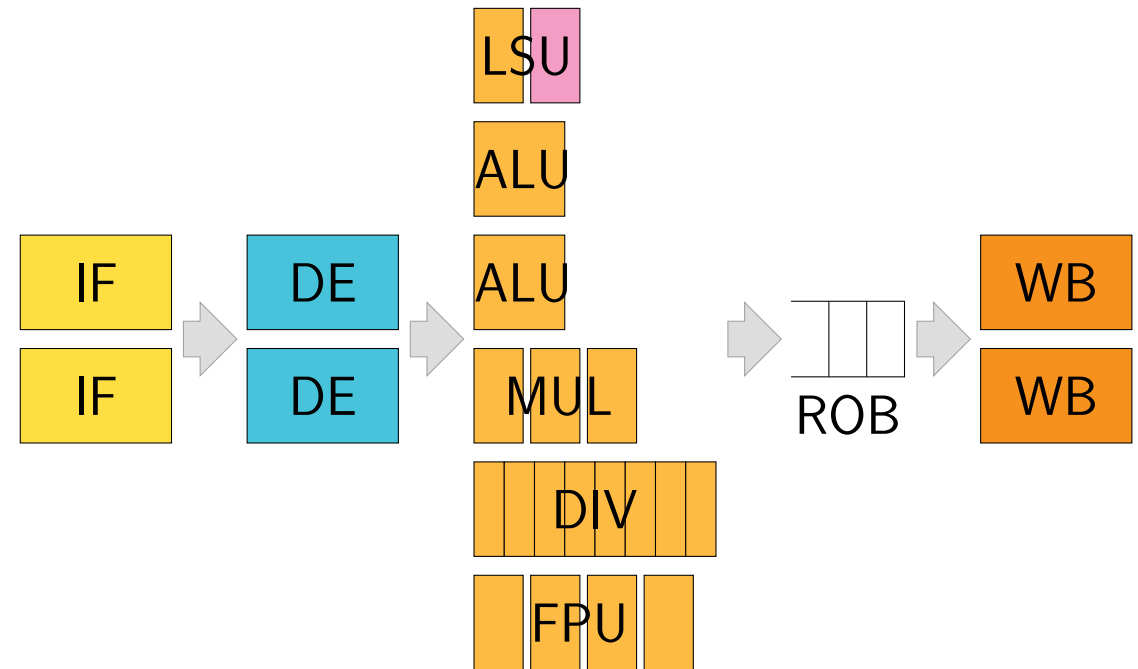 IF
IF
DE
DE
LSU
ALU
ALU
MUL
DIV
FPU
ROB
WB
WB